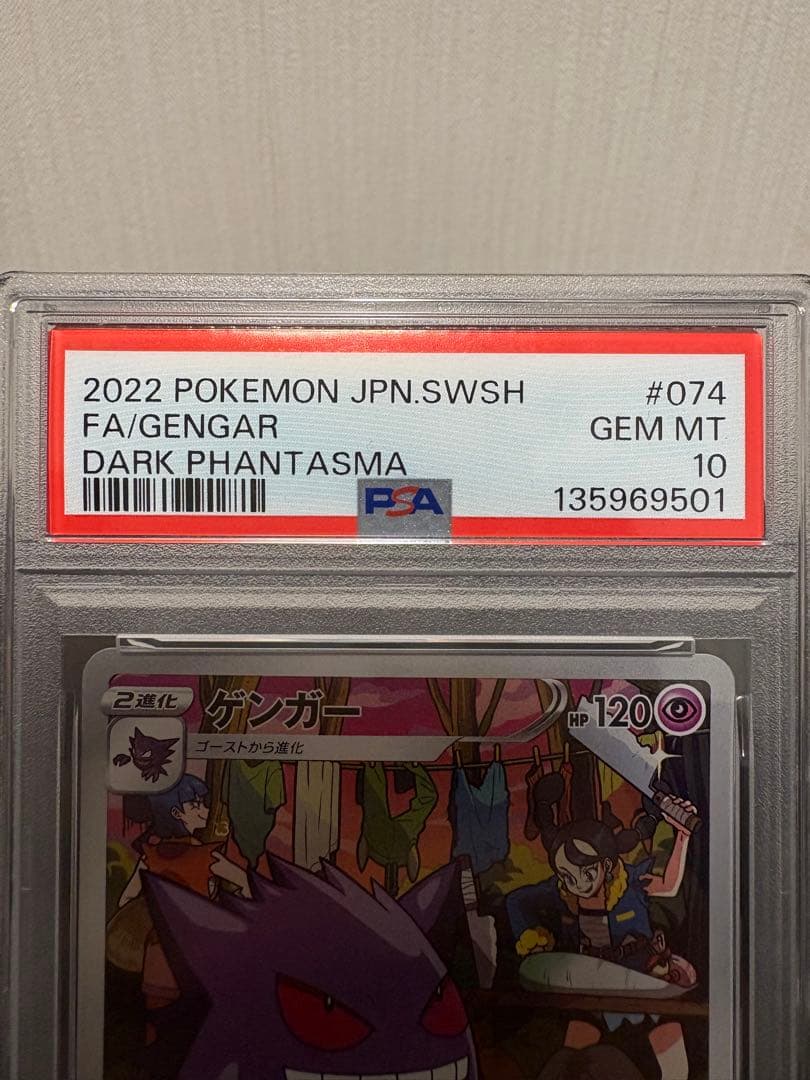 2022 POKEMON JPN.SWSH #074
FA/GENGAR GEM MT
DARK PHANTASMA 10
PSA 135969501
2進化 ゲンガー HP 120
ゴーストから進化